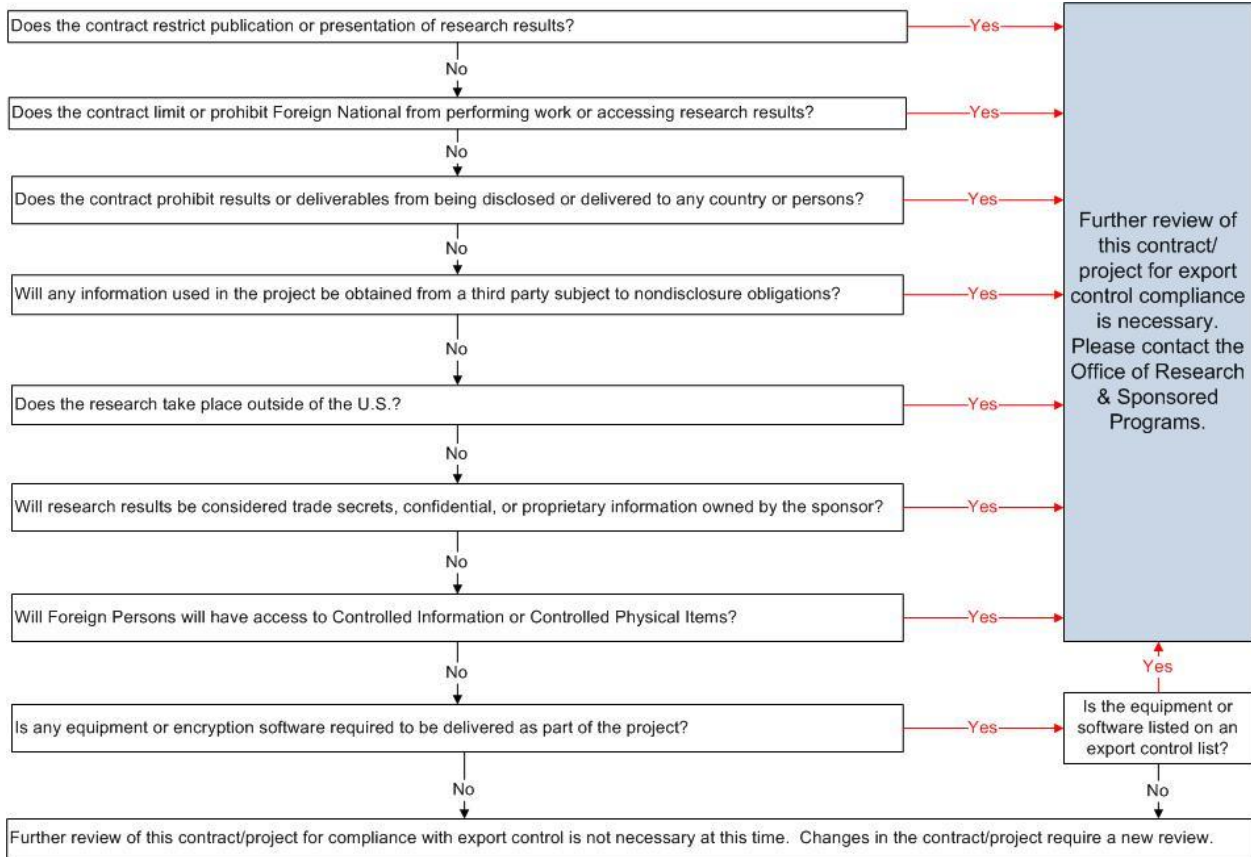 Does the contract restrict publication or presentation of research results?
Yes
No
Does the contract limit or prohibit Foreign National from performing work or accessing research results?
Yes
No
Does the contract prohibit results or deliverables from being disclosed or delivered to any country or persons?
Yes
No
Further review of
this contract/
project for export
control compliance
is necessary.
Please contact the
Office of Research
& Sponsored
Programs.
Will any information used in the project be obtained from a third party subject to nondisclosure obligations?
Yes
No
Does the research take place outside of the U.S.?
Yes
No
Will research results be considered trade secrets, confidential, or proprietary information owned by the sponsor?
Yes
No
Will Foreign Persons will have access to Controlled Information or Controlled Physical Items?
Yes
No
Yes
Is any equipment or encryption software required to be delivered as part of the project?
Yes
Is the equipment or
software listed on an
export control list?
No
No
Further review of this contract/project for compliance with export control is not necessary at this time.  Changes in the contract/project require a new review.